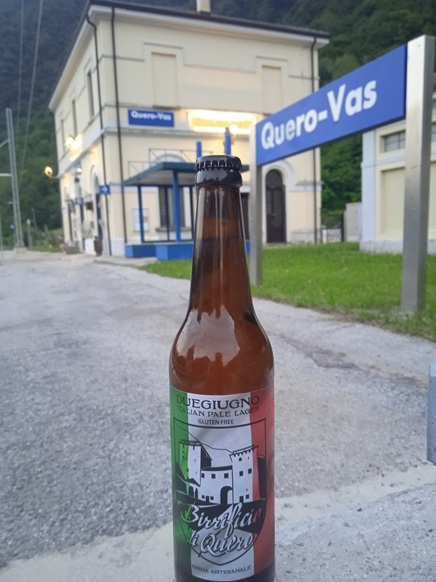 Quero-Vas
Quero-Vas
DUEGIUGNO
ITALIAN PALE LAGER
GLUTEN FREE
Birrificio
di Quero
BIRRA ARTIGIANALE